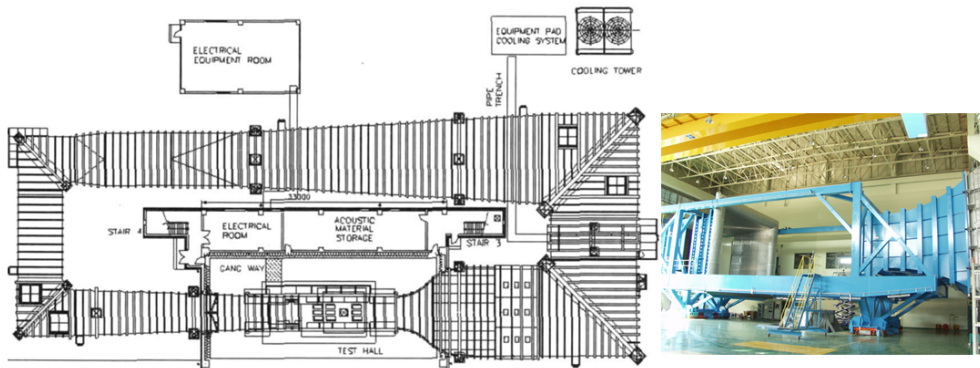 ELECTRICAL
EQUIPMENT ROOM
EQUIPMENT PAD
COOLING SYSTEM
COOLING TOWER
PIPE
TRENCH
33000
STAIR 4
ELECTRICAL
ROOM
ACOUSTIC
MATERIAL
STORAGE
STAIR 3
GANG WAY
TEST HALL